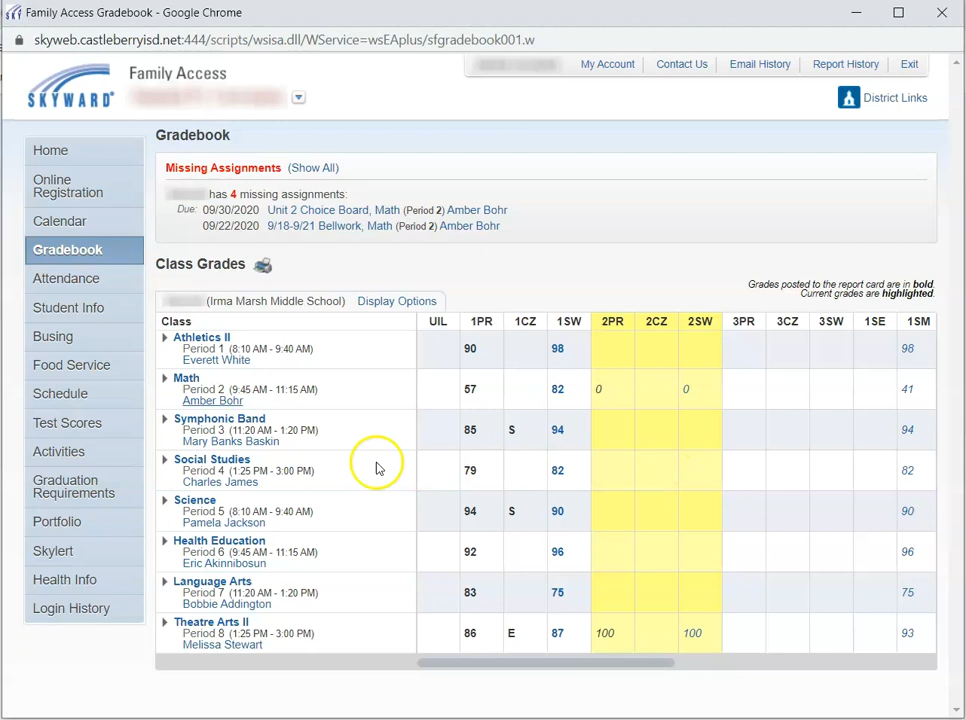 Family Access Gradebook - Google Chrome
skyweb.castleberryisd.net:444/scripts/wsisa.dll/WService=wsEAplus/sfgradebook001.w
SKYWARD
Family Access
My Account Contact Us Email History Report History Exit
District Links
Home
Online
Registration
Calendar
Gradebook
Attendance
Student Info
Busing
Food Service
Schedule
Test Scores
Activities
Graduation
Requirements
Portfolio
Skylert
Health Info
Login History
Gradebook
Missing Assignments (Show All)
has 4 missing assignments:
Due: 09/30/2020 Unit 2 Choice Board, Math (Period 2) Amber Bohr
09/22/2020 9/18-9/21 Bellwork, Math (Period 2) Amber Bohr
Class Grades
Grades posted to the report card are in bold.
Current grades are highlighted.
(Irma Marsh Middle School) Display Options
Class UIL 1PR 1CZ 1SW 2PR 2CZ 2SW 3PR 3CZ 3SW 1SE 1SM
Athletics II
Period 1 (8:10 AM - 9:40 AM) 90 98 98
Everett White
Math
Period 2 (9:45 AM - 11:15 AM) 57 82 0 0 41
Amber Bohr
Symphonic Band
Period 3 (11:20 AM - 1:20 PM) 85 S 94 94
Mary Banks Baskin
Social Studies
Period 4 (1:25 PM - 3:00 PM) 79 82 82
Charles James
Science
Period 5 (8:10 AM - 9:40 AM) 94 S 90 90
Pamela Jackson
Health Education
Period 6 (9:45 AM - 11:15 AM) 92 96 96
Eric Akinnibosun
Language Arts
Period 7 (11:20 AM - 1:20 PM) 83 75 75
Bobbie Addington
Theatre Arts II
Period 8 (1:25 PM - 3:00 PM) 86 E 87 100 100 93
Melissa Stewart